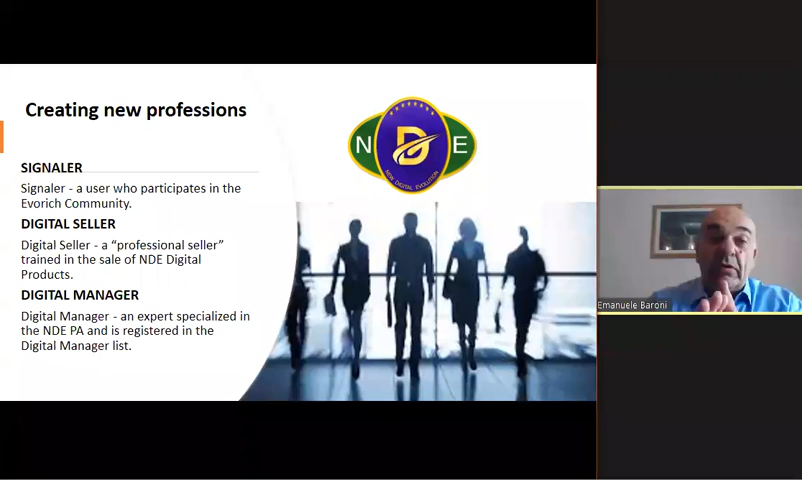 Creating new professions
N D E
NEW DIGITAL EVOLUTION
SIGNALER
Signaler - a user who participates in the
Evorich Community.
DIGITAL SELLER
Digital Seller - a “professional seller”
trained in the sale of NDE Digital
Products.
DIGITAL MANAGER
Digital Manager - an expert specialized in
the NDE PA and is registered in the
Digital Manager list.
Emanuele Baroni